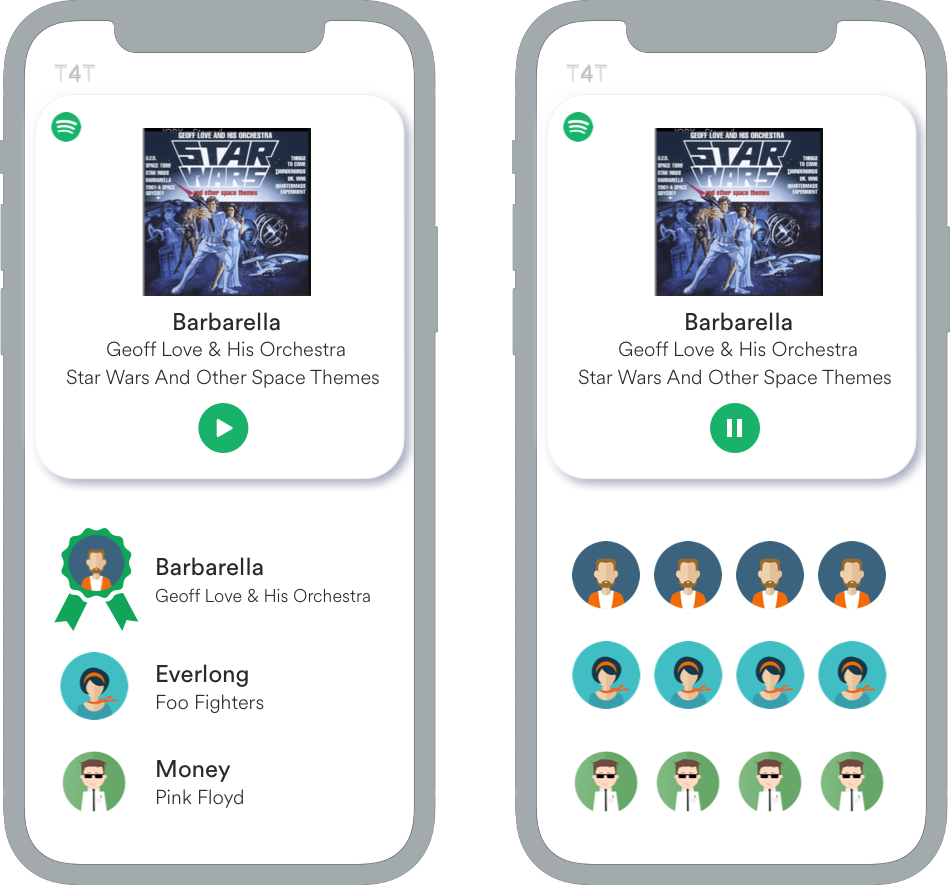 T4T
GEOFF LOVE AND HIS ORCHESTRA
STAR
WARS
and other space themes
U.F.O.
SPACE 1999
STAR WARS
BARBARELLA
2001-A SPACE
ODYSSEY
THINGS
TO COME
THUNDERBIRDS
DR. WHO
QUARTERMASS
EXPERIMENT
Barbarella
Geoff Love & His Orchestra
Star Wars And Other Space Themes
Barbarella
Geoff Love & His Orchestra
Everlong
Foo Fighters
Money
Pink Floyd
T4T
GEOFF LOVE AND HIS ORCHESTRA
STAR
WARS
and other space themes
U.F.O.
SPACE 1999
STAR WARS
BARBARELLA
2001-A SPACE
ODYSSEY
THINGS
TO COME
THUNDERBIRDS
DR. WHO
QUARTERMASS
EXPERIMENT
Barbarella
Geoff Love & His Orchestra
Star Wars And Other Space Themes